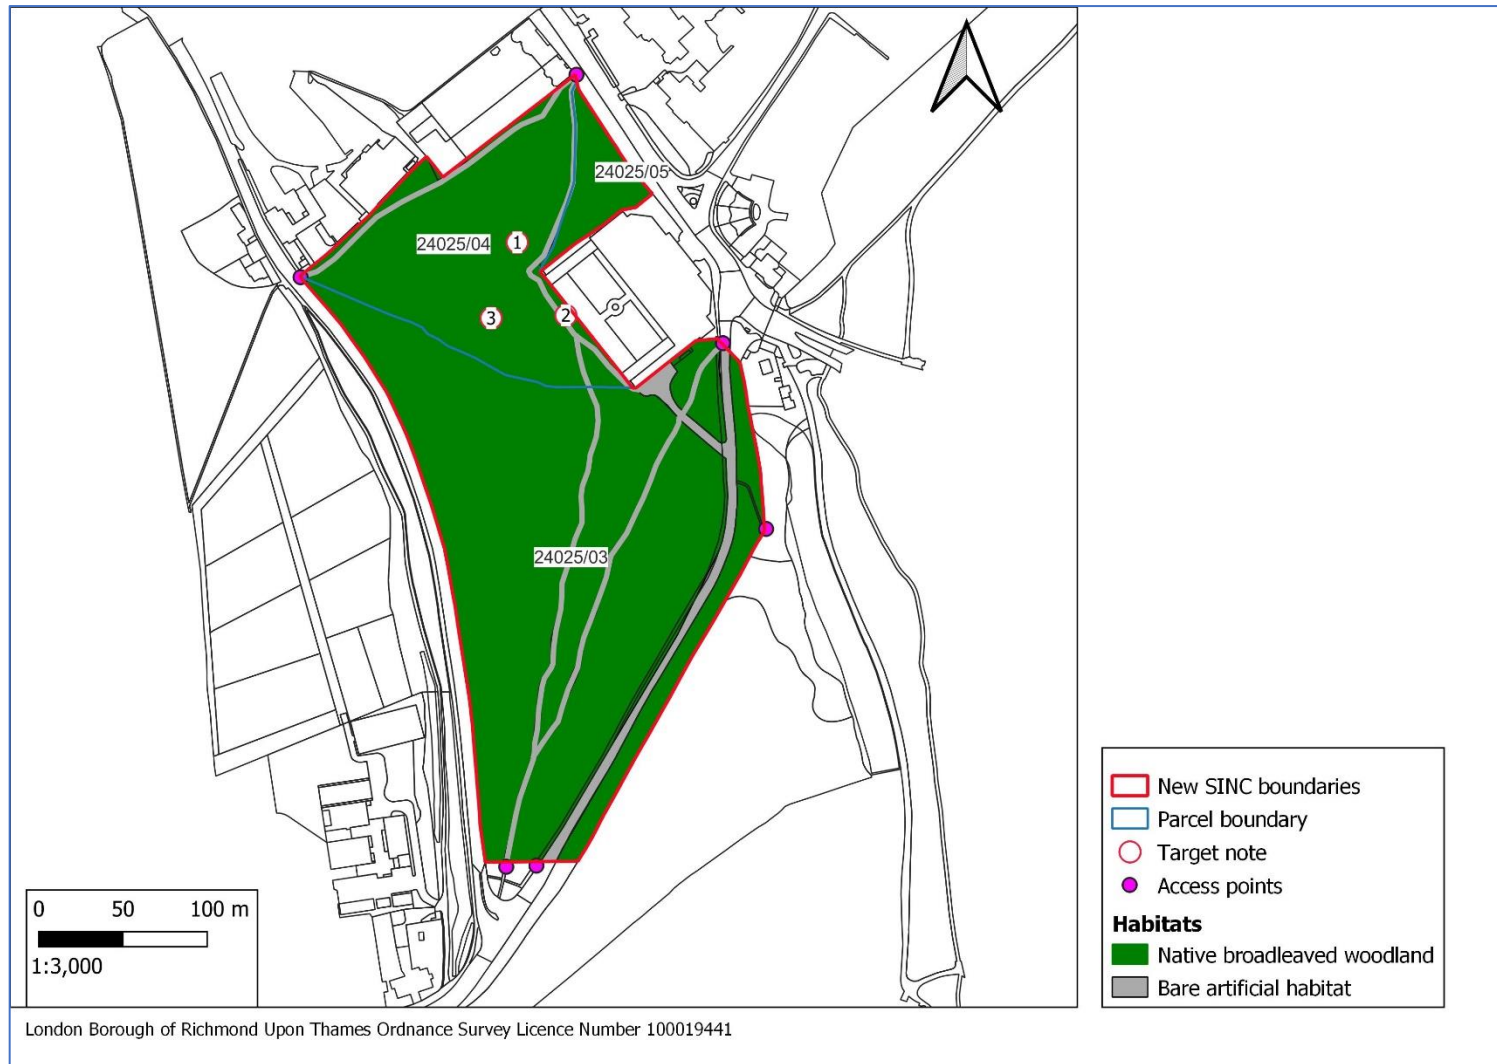 24025/05
24025/04
1
3
2
24025/03
0 50 100 m
1:3,000
New SINC boundaries
Parcel boundary
Target note
Access points
Habitats
Native broadleaved woodland
Bare artificial habitat
London Borough of Richmond Upon Thames Ordnance Survey Licence Number 100019441